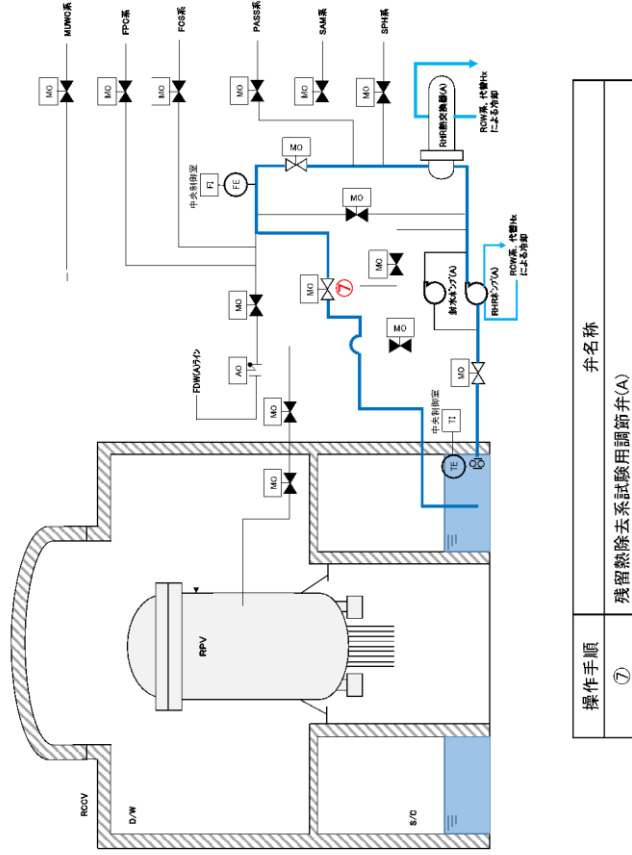 MUWC系
FPC系
FCS系
PASS系
SAM系
SPH系
MO
MO
MO
MO
MO
MO
中央制御室
FI
FE
MO
RHR熱交換器(A)
RCW系, 代替Hx
による冷却
MO
AO
FDW(A)ライン
MO
⑦
MO
MO
MO
封水ポンプ(A)
RHRポンプ(A)
RCW系, 代替Hx
による冷却
MO
MO
MO
中央制御室
TI
TE
RCCV
D/W
RPV
S/C
操作手順
弁名称
⑦
残留熱除去系試験用調節弁(A)